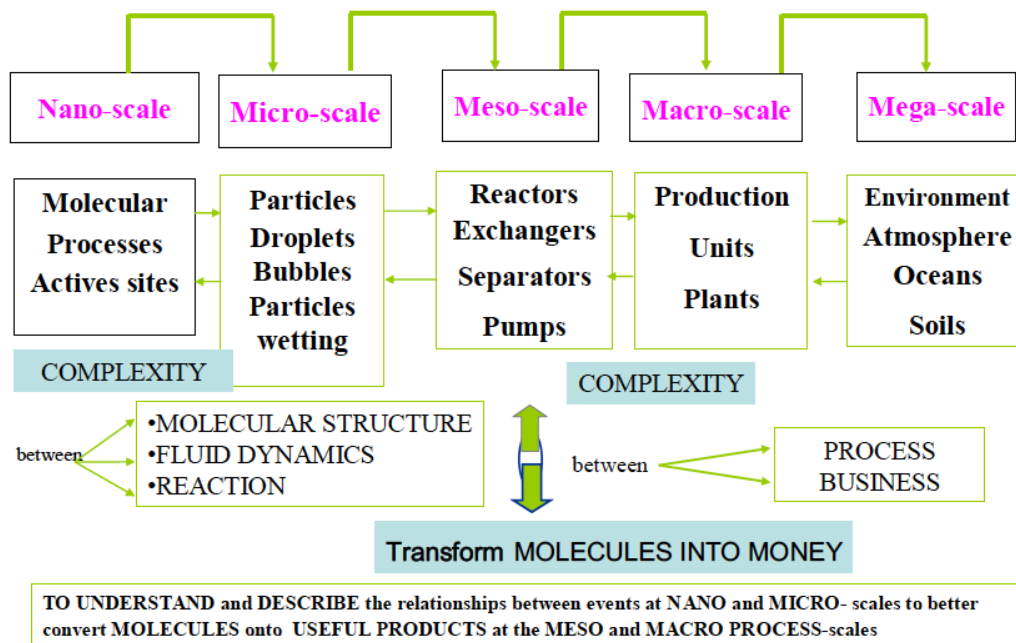 Nano-scale
Micro-scale
Meso-scale
Macro-scale
Mega-scale
Molecular
Processes
Actives sites
Particles
Droplets
Bubbles
Particles
wetting
Reactors
Exchangers
Separators
Pumps
Production
Units
Plants
Environment
Atmosphere
Oceans
Soils
COMPLEXITY
between
•MOLECULAR STRUCTURE
•FLUID DYNAMICS
•REACTION
COMPLEXITY
between
PROCESS
BUSINESS
Transform MOLECULES INTO MONEY
TO UNDERSTAND and DESCRIBE the relationships between events at NANO and MICRO- scales to better
convert MOLECULES onto USEFUL PRODUCTS at the MESO and MACRO PROCESS-scales